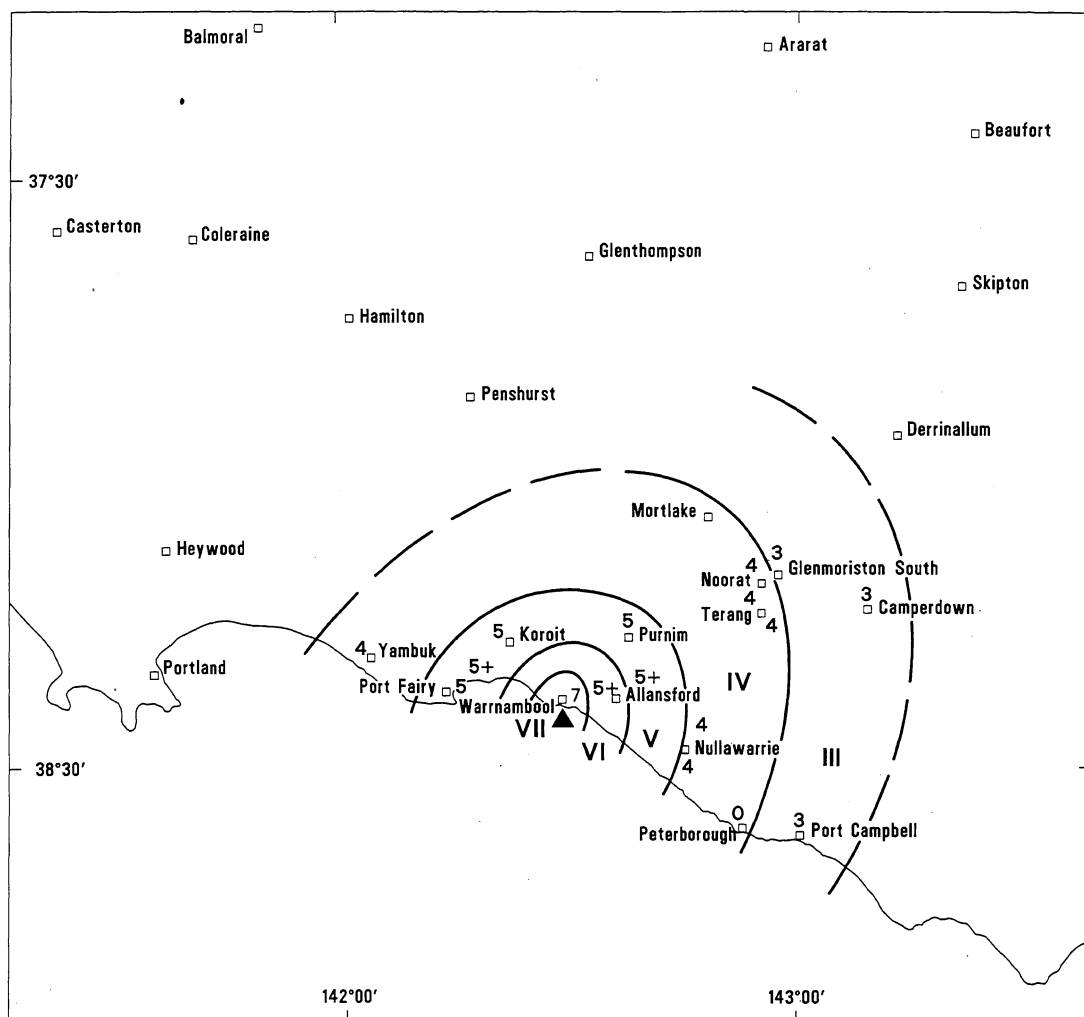 Balmoral
Ararat
Beaufort
37°30'
Casterton
Coleraine
Glenthompson
Skipton
Hamilton
Penshurst
Derrinallum
Mortlake
Heywood
3
Glenmoriston South
4
Noorat
3
Camperdown
4
Terang
4
5
Koroit
5
Purnim
4
Yambuk
Portland
5+
5+
IV
Port Fairy
5
Warrnambool
7
5+
Allansford
VII
VI
V
4
Nullawarrie
4
III
38°30'
0
Peterborough
3
Port Campbell
142°00'
143°00'